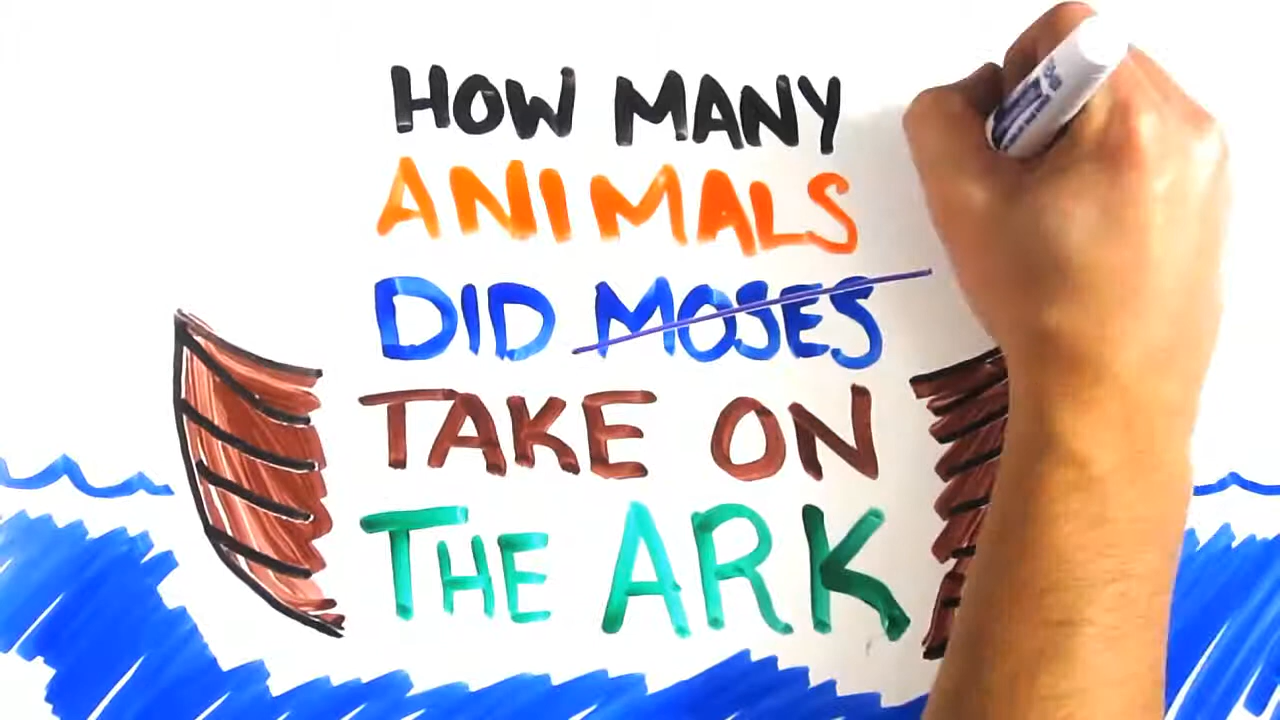 HOW MANY
ANIMALS
DID MOSES
TAKE ON
THE ARK